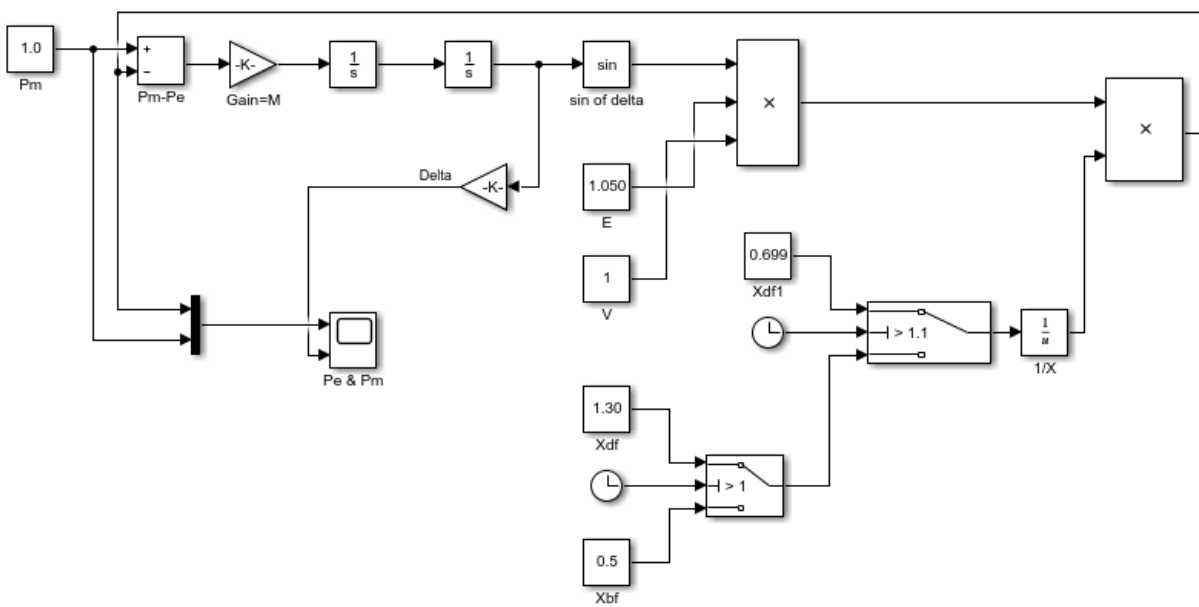 1.0
Pm
+
−
Pm-Pe
-K-
Gain=M
1
s
1
s
sin
sin of delta
×
×
Delta
-K-
1.050
E
1
V
0.699
Xdf1
> 1.1
1
u
1/X
Pe & Pm
1.30
Xdf
> 1
0.5
Xbf